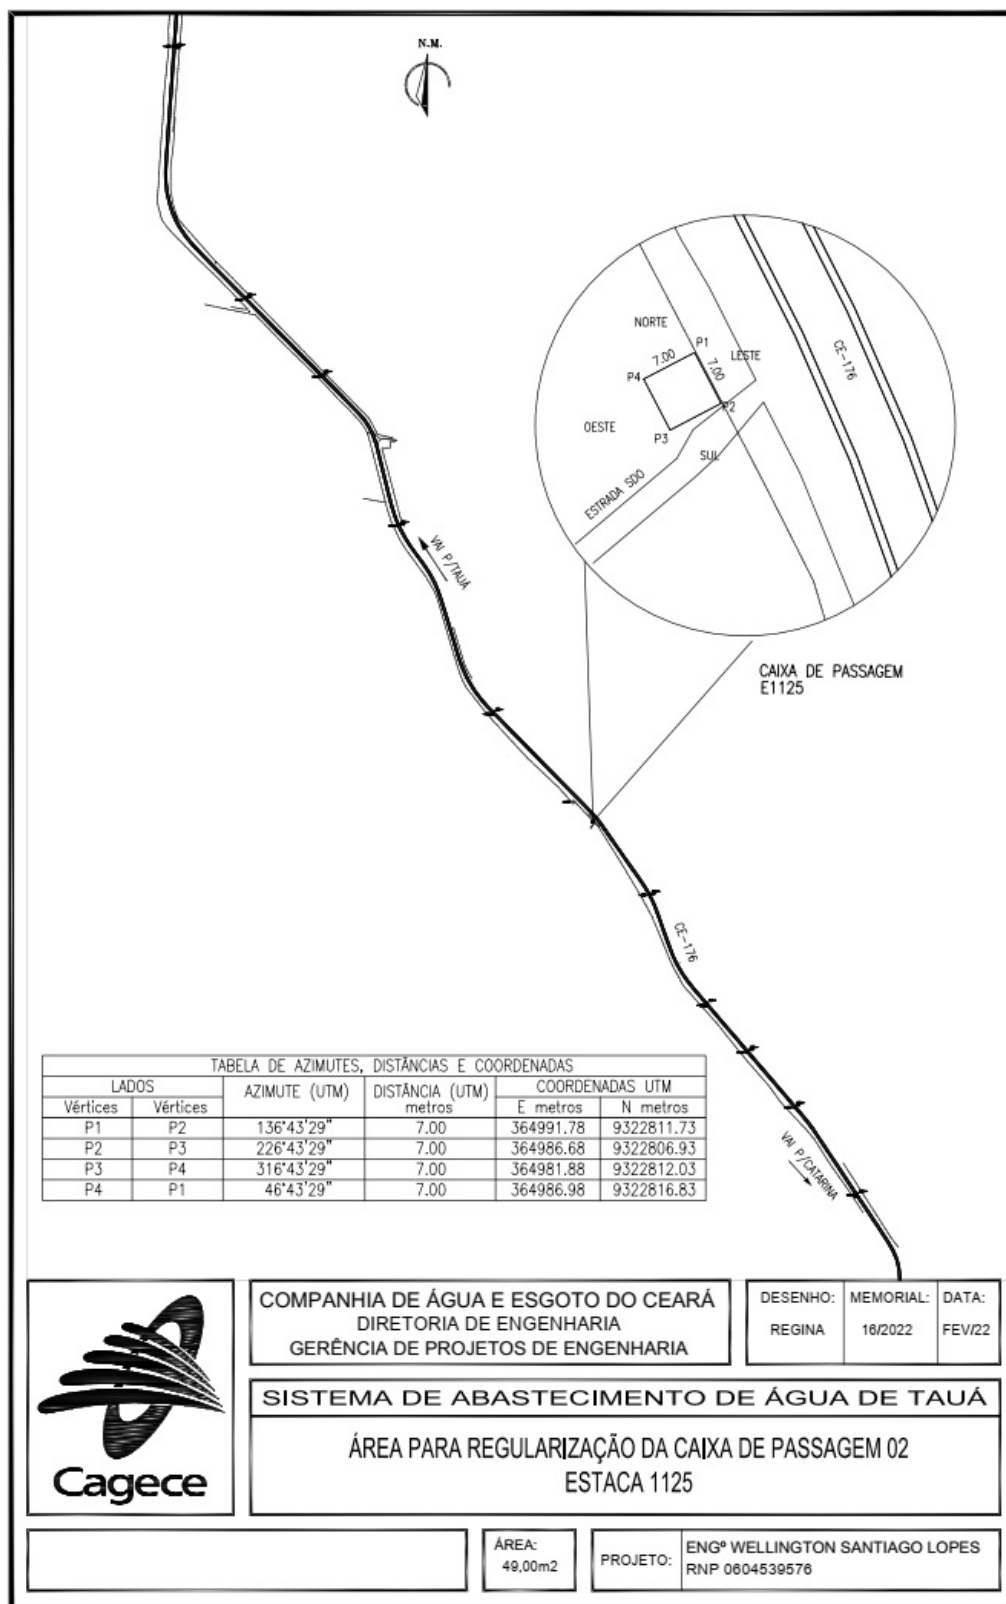 N.M.
NORTE
P1
7.00
LESTE
7.00
P4
CE-176
P2
OESTE
P3
SUL
ESTRADA SDO
VAI P/TAUÁ
CAIXA DE PASSAGEM
E1125
CE-176
VAI P/CATARINA
TABELA DE AZIMUTES, DISTÂNCIAS E COORDENADAS
LADOS AZIMUTE (UTM) DISTÂNCIA (UTM) metros COORDENADAS UTM
Vértices Vértices E metros N metros
P1 P2 136°43'29" 7.00 364991.78 9322811.73
P2 P3 226°43'29" 7.00 364986.68 9322806.93
P3 P4 316°43'29" 7.00 364981.88 9322812.03
P4 P1 46°43'29" 7.00 364986.98 9322816.83
Cagece
COMPANHIA DE ÁGUA E ESGOTO DO CEARÁ
DIRETORIA DE ENGENHARIA
GERÊNCIA DE PROJETOS DE ENGENHARIA
DESENHO: MEMORIAL: DATA:
REGINA 16/2022 FEV/22
SISTEMA DE ABASTECIMENTO DE ÁGUA DE TAUÁ
ÁREA PARA REGULARIZAÇÃO DA CAIXA DE PASSAGEM 02
ESTACA 1125
ÁREA:
49,00m2
PROJETO:
ENGº WELLINGTON SANTIAGO LOPES
RNP 0604539576